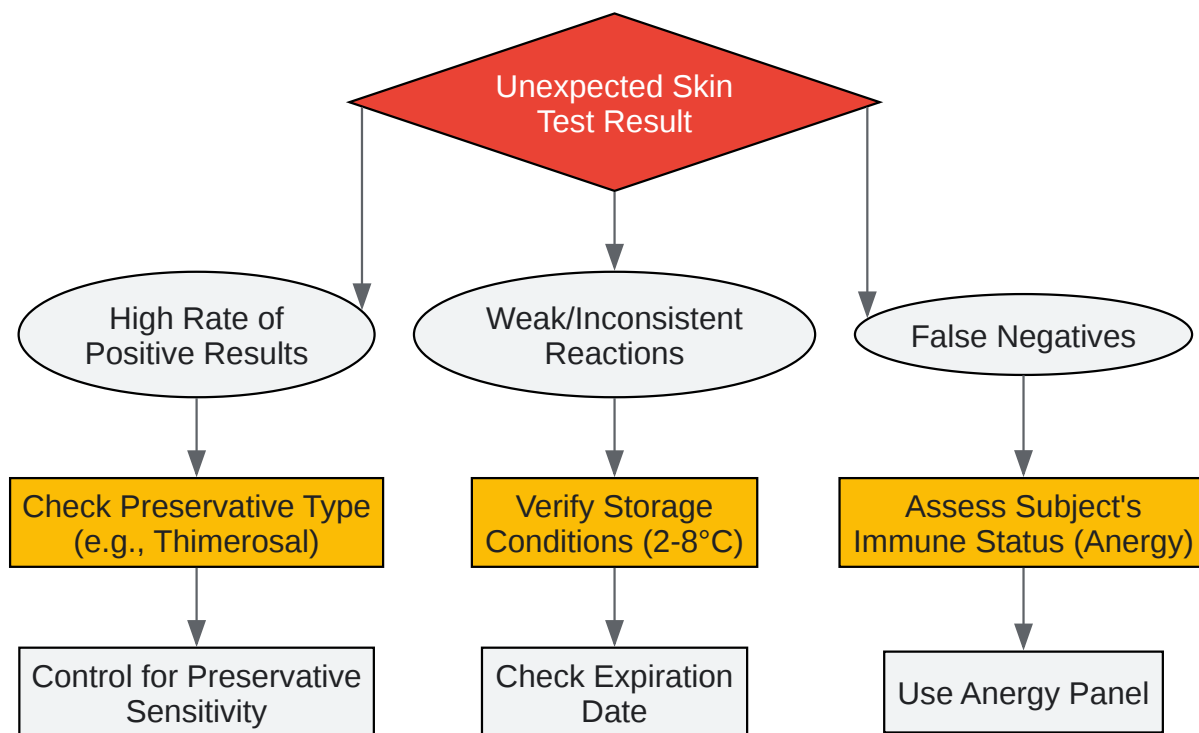 Unexpected Skin
Test Result
High Rate of
Positive Results
Weak/Inconsistent
Reactions
False Negatives
Check Preservative Type
(e.g., Thimerosal)
Verify Storage
Conditions (2-8°C)
Assess Subject's
Immune Status (Anergy)
Control for Preservative
Sensitivity
Check Expiration
Date
Use Anergy Panel